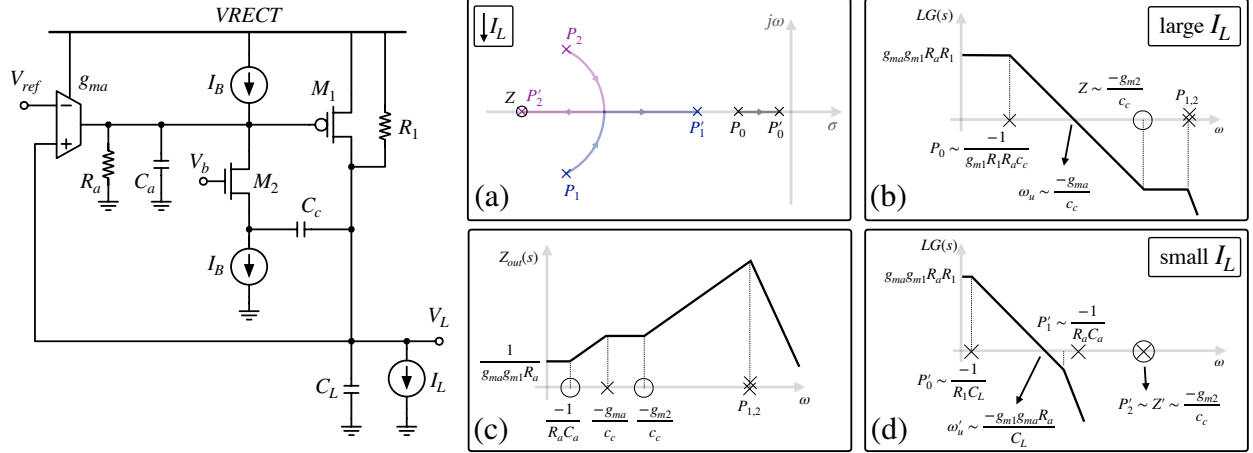 VRECT
g_ma
V_ref
−
+
I_B
M_1
R_1
R_a
C_a
V_b
M_2
C_c
I_B
V_L
C_L
I_L
↓I_L
jω
P_2
Z
P'_2
P'_1
P_0
P'_0
σ
P_1
(a)
LG(s)
large I_L
g_ma g_m1 R_a R_1
Z ~ -g_m2 / c_c
P_1,2
ω
P_0 ~ -1 / g_m1 R_1 R_a c_c
ω_u ~ -g_ma / c_c
(b)
Z_out(s)
1 / g_ma g_m1 R_a
-1 / R_a C_a
-g_ma / c_c
-g_m2 / c_c
P_1,2
ω
(c)
LG(s)
small I_L
g_ma g_m1 R_a R_1
P'_1 ~ -1 / R_a C_a
ω
P'_0 ~ -1 / R_1 C_L
ω'_u ~ -g_m1 g_ma R_a / C_L
P'_2 ~ Z' ~ -g_m2 / c_c
(d)